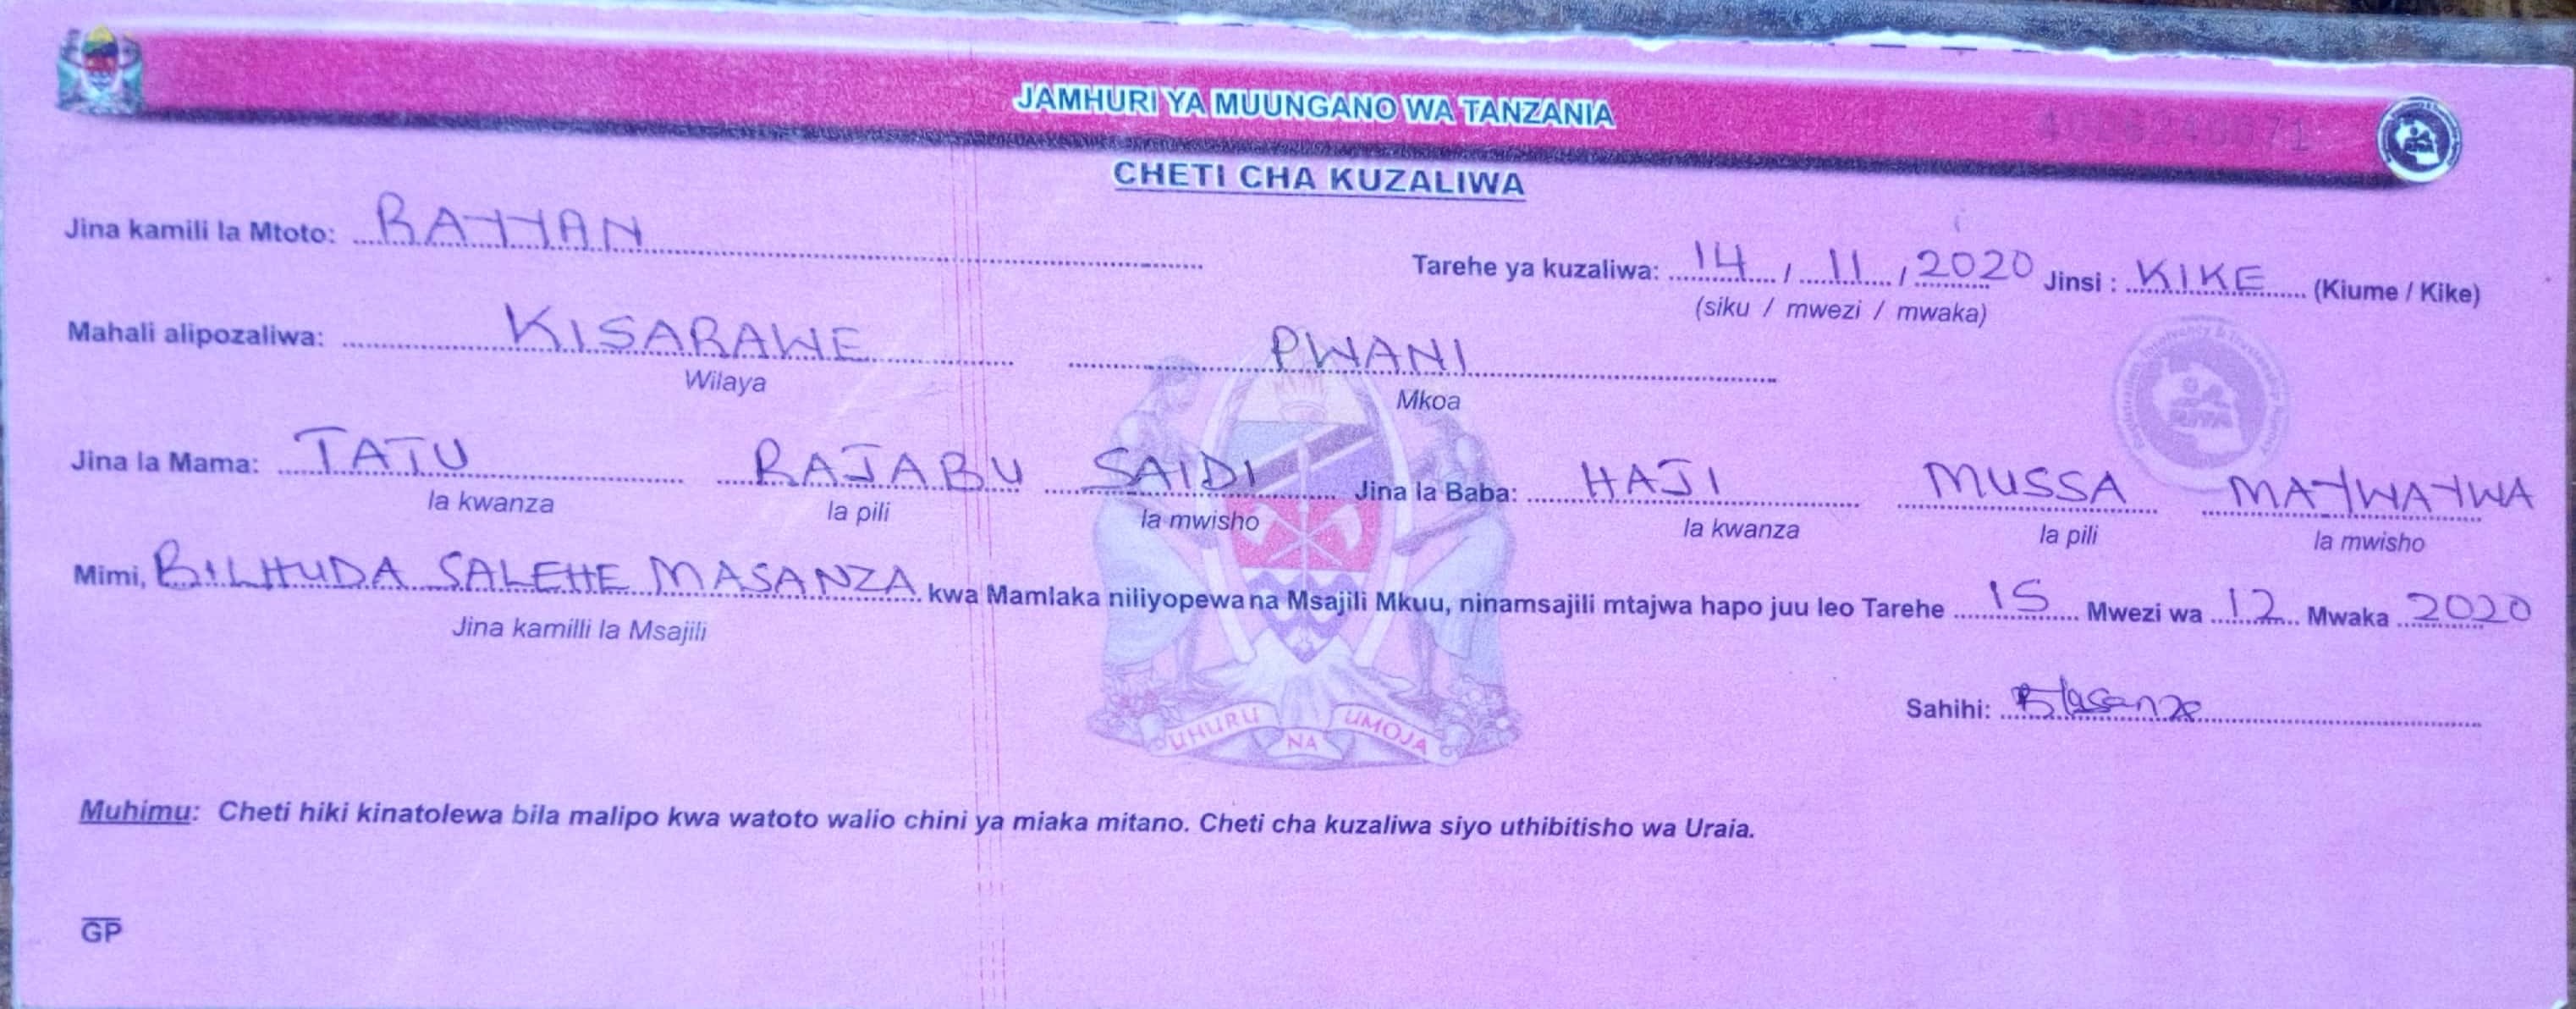 JAMHURI YA MUUNGANO WA TANZANIA
CHETI CHA KUZALIWA
Jina kamili la Mtoto: RAYYAN
Tarehe ya kuzaliwa: 14 / 11 / 2020 Jinsi : KIKE (Kiume / Kike)
(siku / mwezi / mwaka)
Mahali alipozaliwa: KISARAWE PWANI
Wilaya Mkoa
Jina la Mama: TATU RAJABU SAIDI Jina la Baba: HAJI MUSSA MAYWAYWA
la kwanza la pili la mwisho la kwanza la pili la mwisho
Mimi, BILHUDA SALEHE MASANZA kwa Mamlaka niliyopewa na Msajili Mkuu, ninamsajili mtajwa hapo juu leo Tarehe 15 Mwezi wa 12 Mwaka 2020
Jina kamilli la Msajili
Sahihi:
UHURU NA UMOJA
Muhimu: Cheti hiki kinatolewa bila malipo kwa watoto walio chini ya miaka mitano. Cheti cha kuzaliwa siyo uthibitisho wa Uraia.
GP